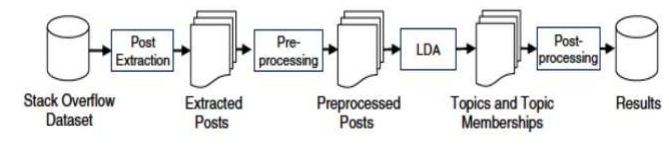 Post
Extraction
Pre-
processing
LDA
Post-
processing
Stack Overflow
Dataset
Extracted
Posts
Preprocessed
Posts
Topics and Topic
Memberships
Results